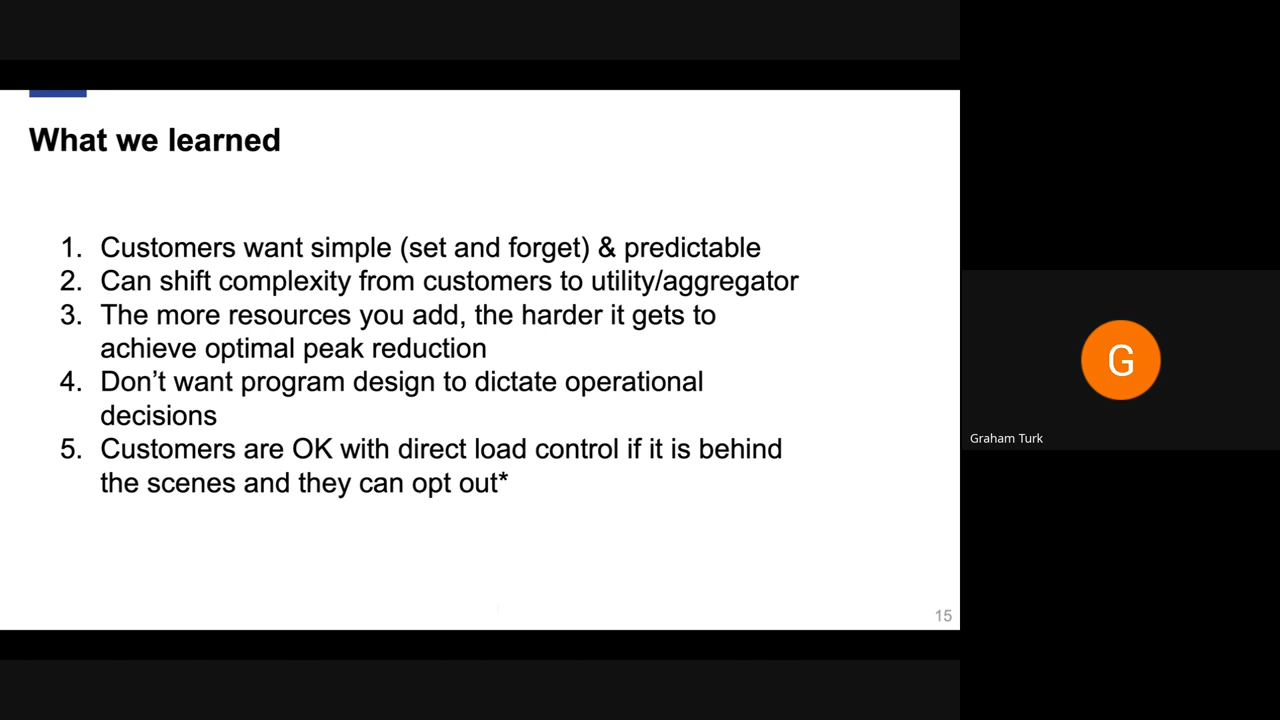 What we learned
1. Customers want simple (set and forget) & predictable
2. Can shift complexity from customers to utility/aggregator
3. The more resources you add, the harder it gets to
achieve optimal peak reduction
4. Don’t want program design to dictate operational
decisions
5. Customers are OK with direct load control if it is behind
the scenes and they can opt out*
15
G
Graham Turk